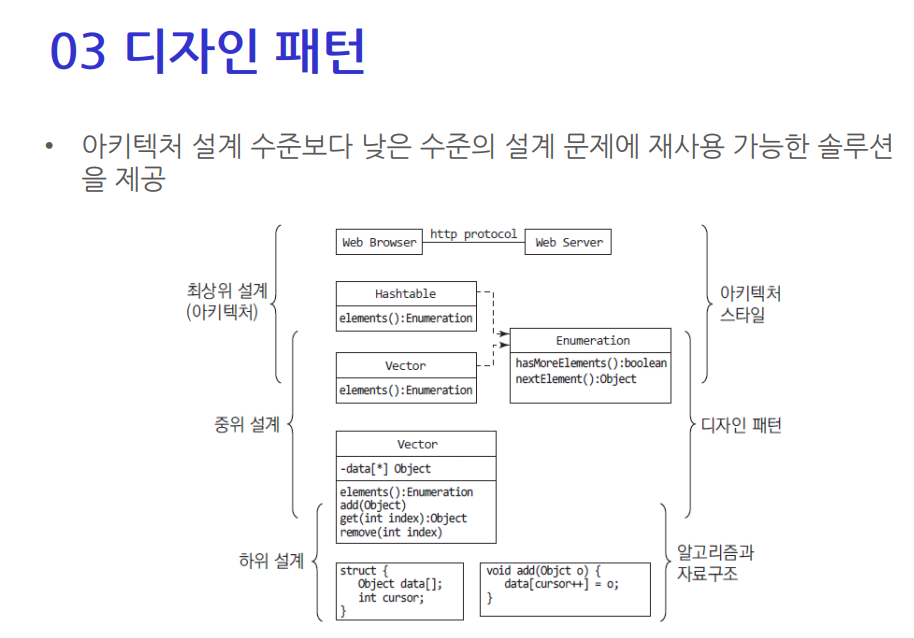 03 디자인 패턴
• 아키텍처 설계 수준보다 낮은 수준의 설계 문제에 재사용 가능한 솔루션
을 제공
Web Browser
http protocol
Web Server
최상위 설계
(아키텍처)
Hashtable
elements():Enumeration
아키텍처
스타일
Enumeration
hasMoreElements():boolean
nextElement():Object
Vector
elements():Enumeration
중위 설계
디자인 패턴
Vector
-data[*] Object
elements():Enumeration
add(Object)
get(int index):Object
remove(int index)
하위 설계
알고리즘과
자료구조
struct {
Object data[];
int cursor;
}
void add(Objct o) {
data[cursor++] = o;
}